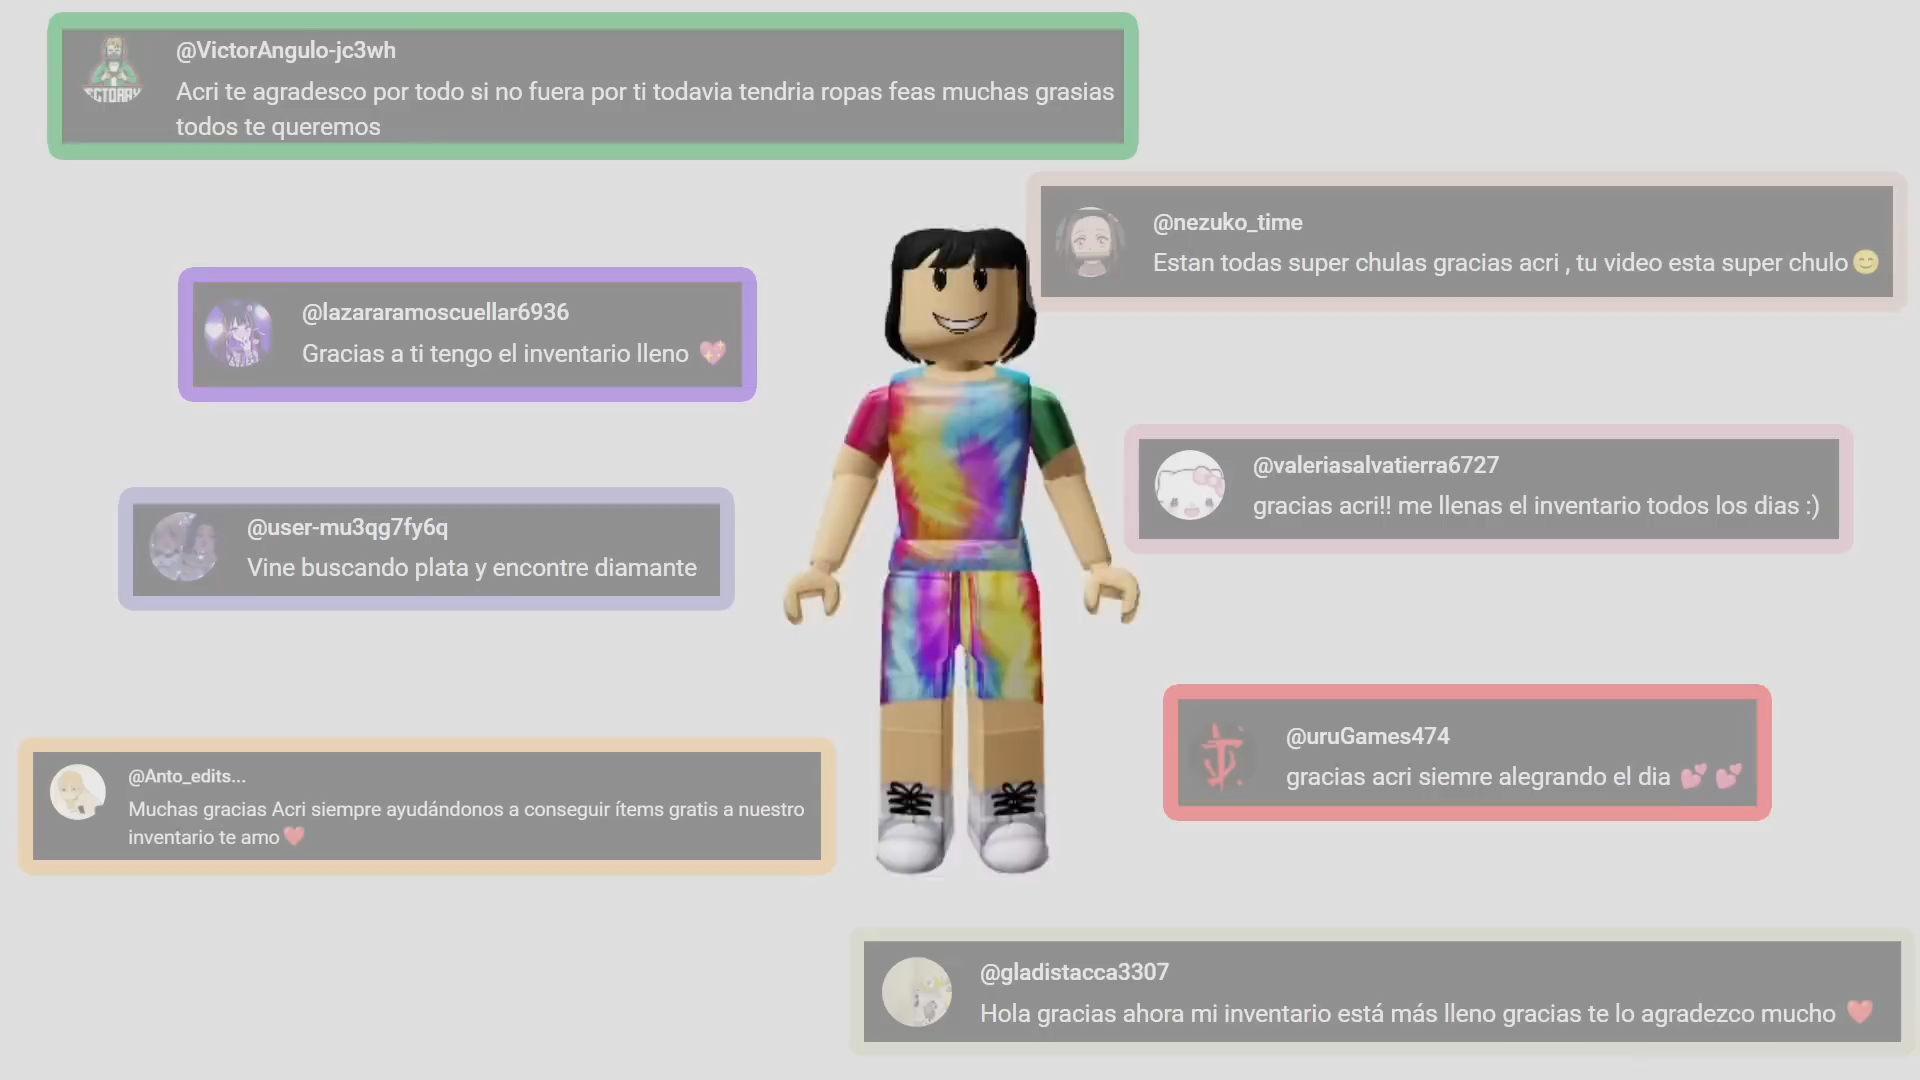 @VictorAngulo-jc3wh
Acri te agradesco por todo si no fuera por ti todavia tendria ropas feas muchas grasias
todos te queremos
@nezuko_time
Estan todas super chulas gracias acri , tu video esta super chulo😊
@lazararamoscuellar6936
Gracias a ti tengo el inventario lleno 💖
@valeriasalvatierra6727
gracias acri!! me llenas el inventario todos los dias :)
@user-mu3qg7fy6q
Vine buscando plata y encontre diamante
@uruGames474
gracias acri siemre alegrando el dia 💕 💕
@Anto_edits...
Muchas gracias Acri siempre ayudándonos a conseguir ítems gratis a nuestro
inventario te amo❤️
@gladistacca3307
Hola gracias ahora mi inventario está más lleno gracias te lo agradezco mucho ❤️